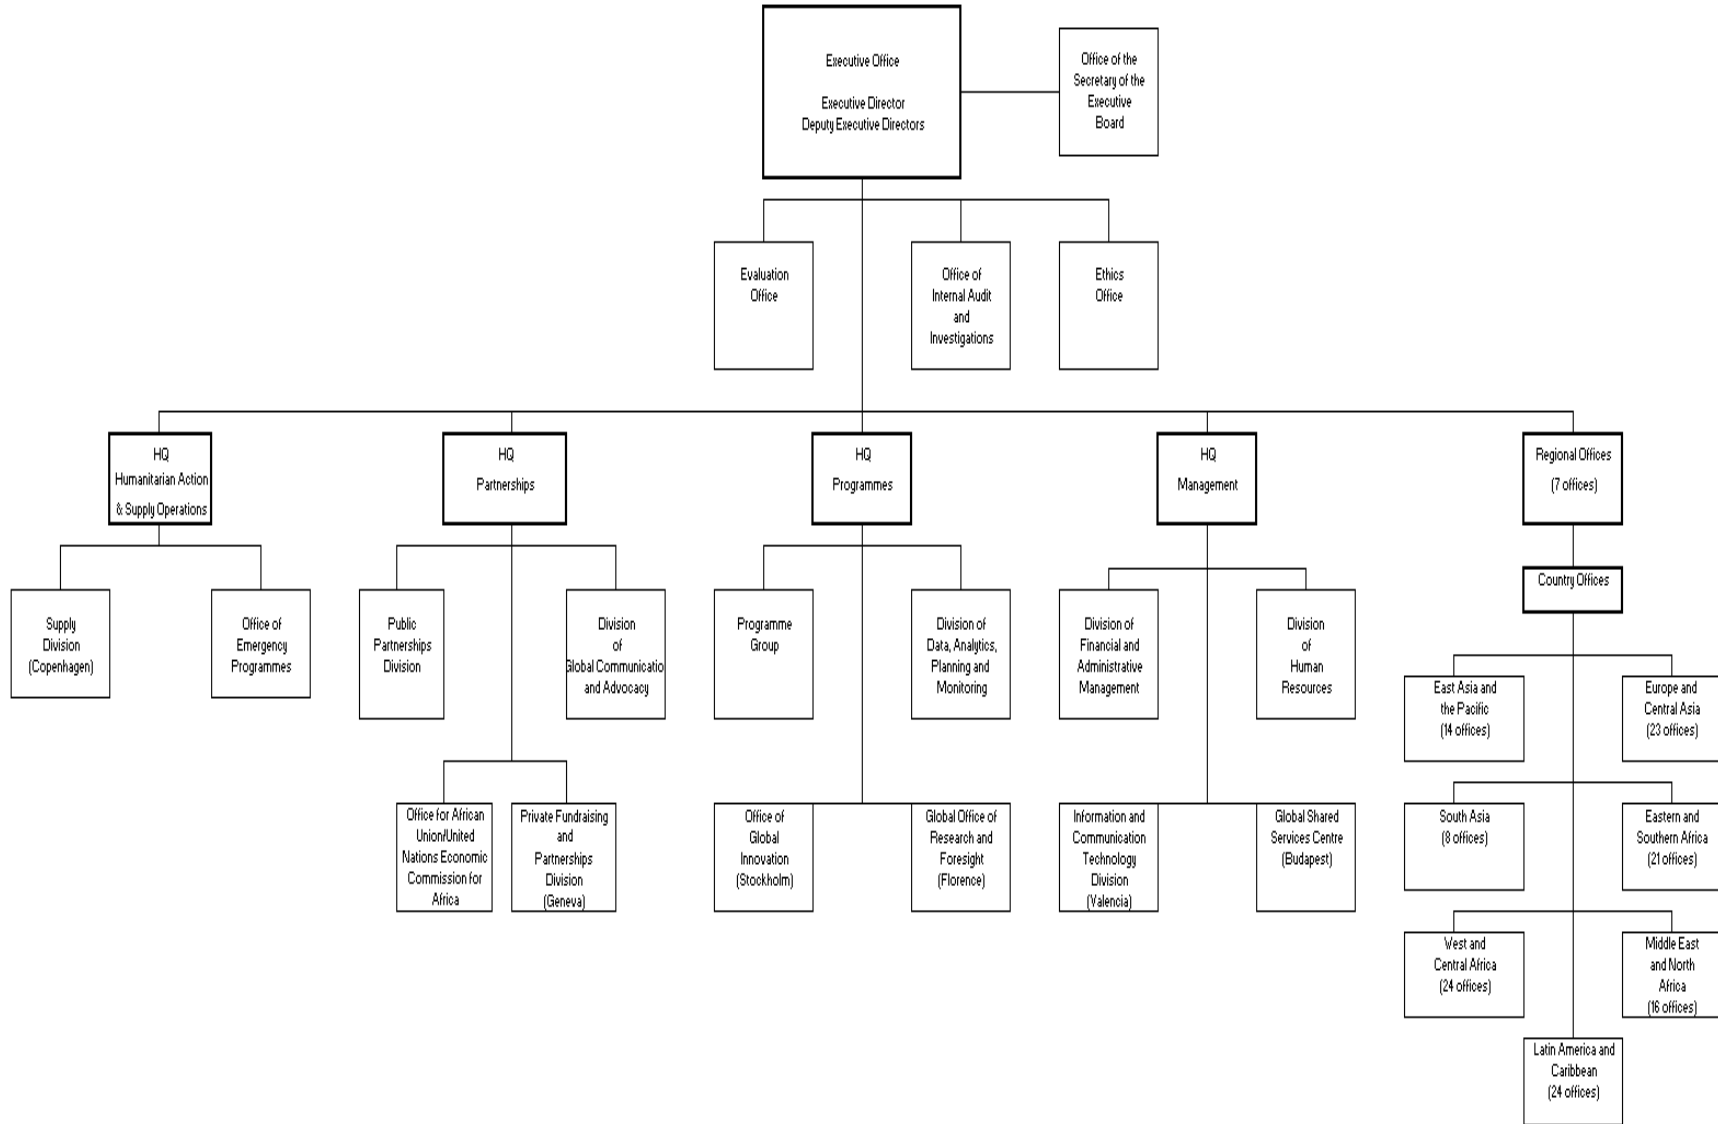 Executive Office
Executive Director
Deputy Executive Directors
Office of the
Secretary of the
Executive
Board
Evaluation
Office
Office of
Internal Audit
and
Investigations
Ethics
Office
HQ
Humanitarian Action
& Supply Operations
HQ
Partnerships
HQ
Programmes
HQ
Management
Regional Offices
(7 offices)
Supply
Division
(Copenhagen)
Office of
Emergency
Programmes
Public
Partnerships
Division
Division
of
Global Communicatio
and Advocacy
Programme
Group
Division of
Data, Analytics,
Planning and
Monitoring
Division of
Financial and
Administrative
Management
Division
of
Human
Resources
Country Offices
Office for African
Union/United
Nations Economic
Commission for
Africa
Private Fundraising
and
Partnerships
Division
(Geneva)
Office of
Global
Innovation
(Stockholm)
Global Office of
Research and
Foresight
(Florence)
Information and
Communication
Technology
Division
(Valencia)
Global Shared
Services Centre
(Budapest)
East Asia and
the Pacific
(14 offices)
Europe and
Central Asia
(23 offices)
South Asia
(8 offices)
Eastern and
Southern Africa
(21 offices)
West and
Central Africa
(24 offices)
Middle East
and North
Africa
(16 offices)
Latin America and
Caribbean
(24 offices)